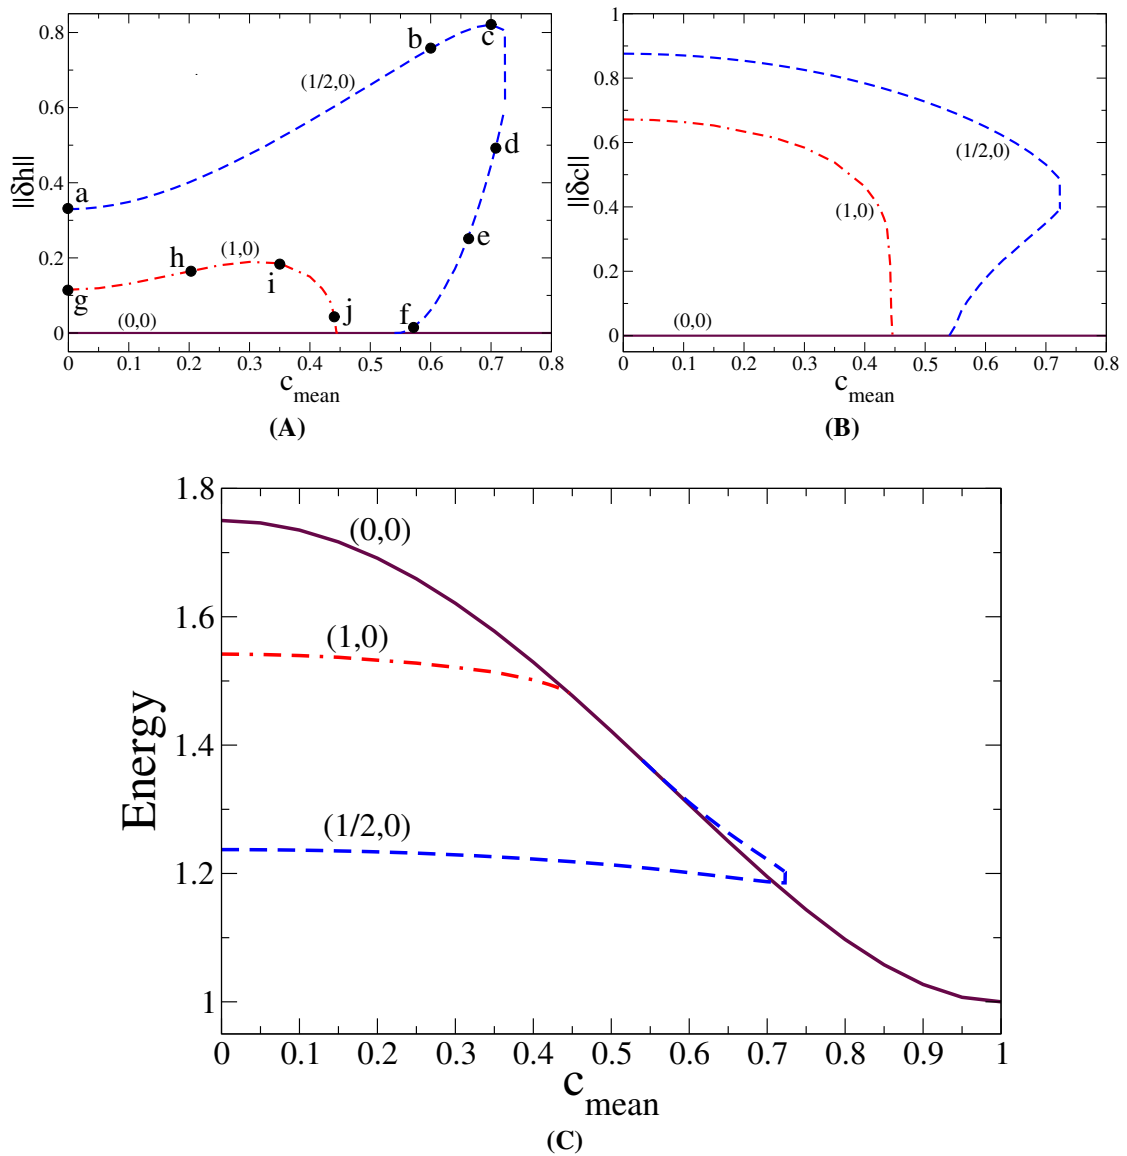 0.8
0.6
0.4
0.2
0
||δh||
a
b
c
d
e
f
g
h
i
j
(1/2,0)
(1,0)
(0,0)
0 0.1 0.2 0.3 0.4 0.5 0.6 0.7 0.8
c_mean
(A)
1
0.8
0.6
0.4
0.2
0
||δc||
(1/2,0)
(1,0)
(0,0)
0 0.1 0.2 0.3 0.4 0.5 0.6 0.7 0.8
c_mean
(B)
1.8
1.6
1.4
1.2
1
Energy
(0,0)
(1,0)
(1/2,0)
0 0.1 0.2 0.3 0.4 0.5 0.6 0.7 0.8 0.9 1
c_mean
(C)